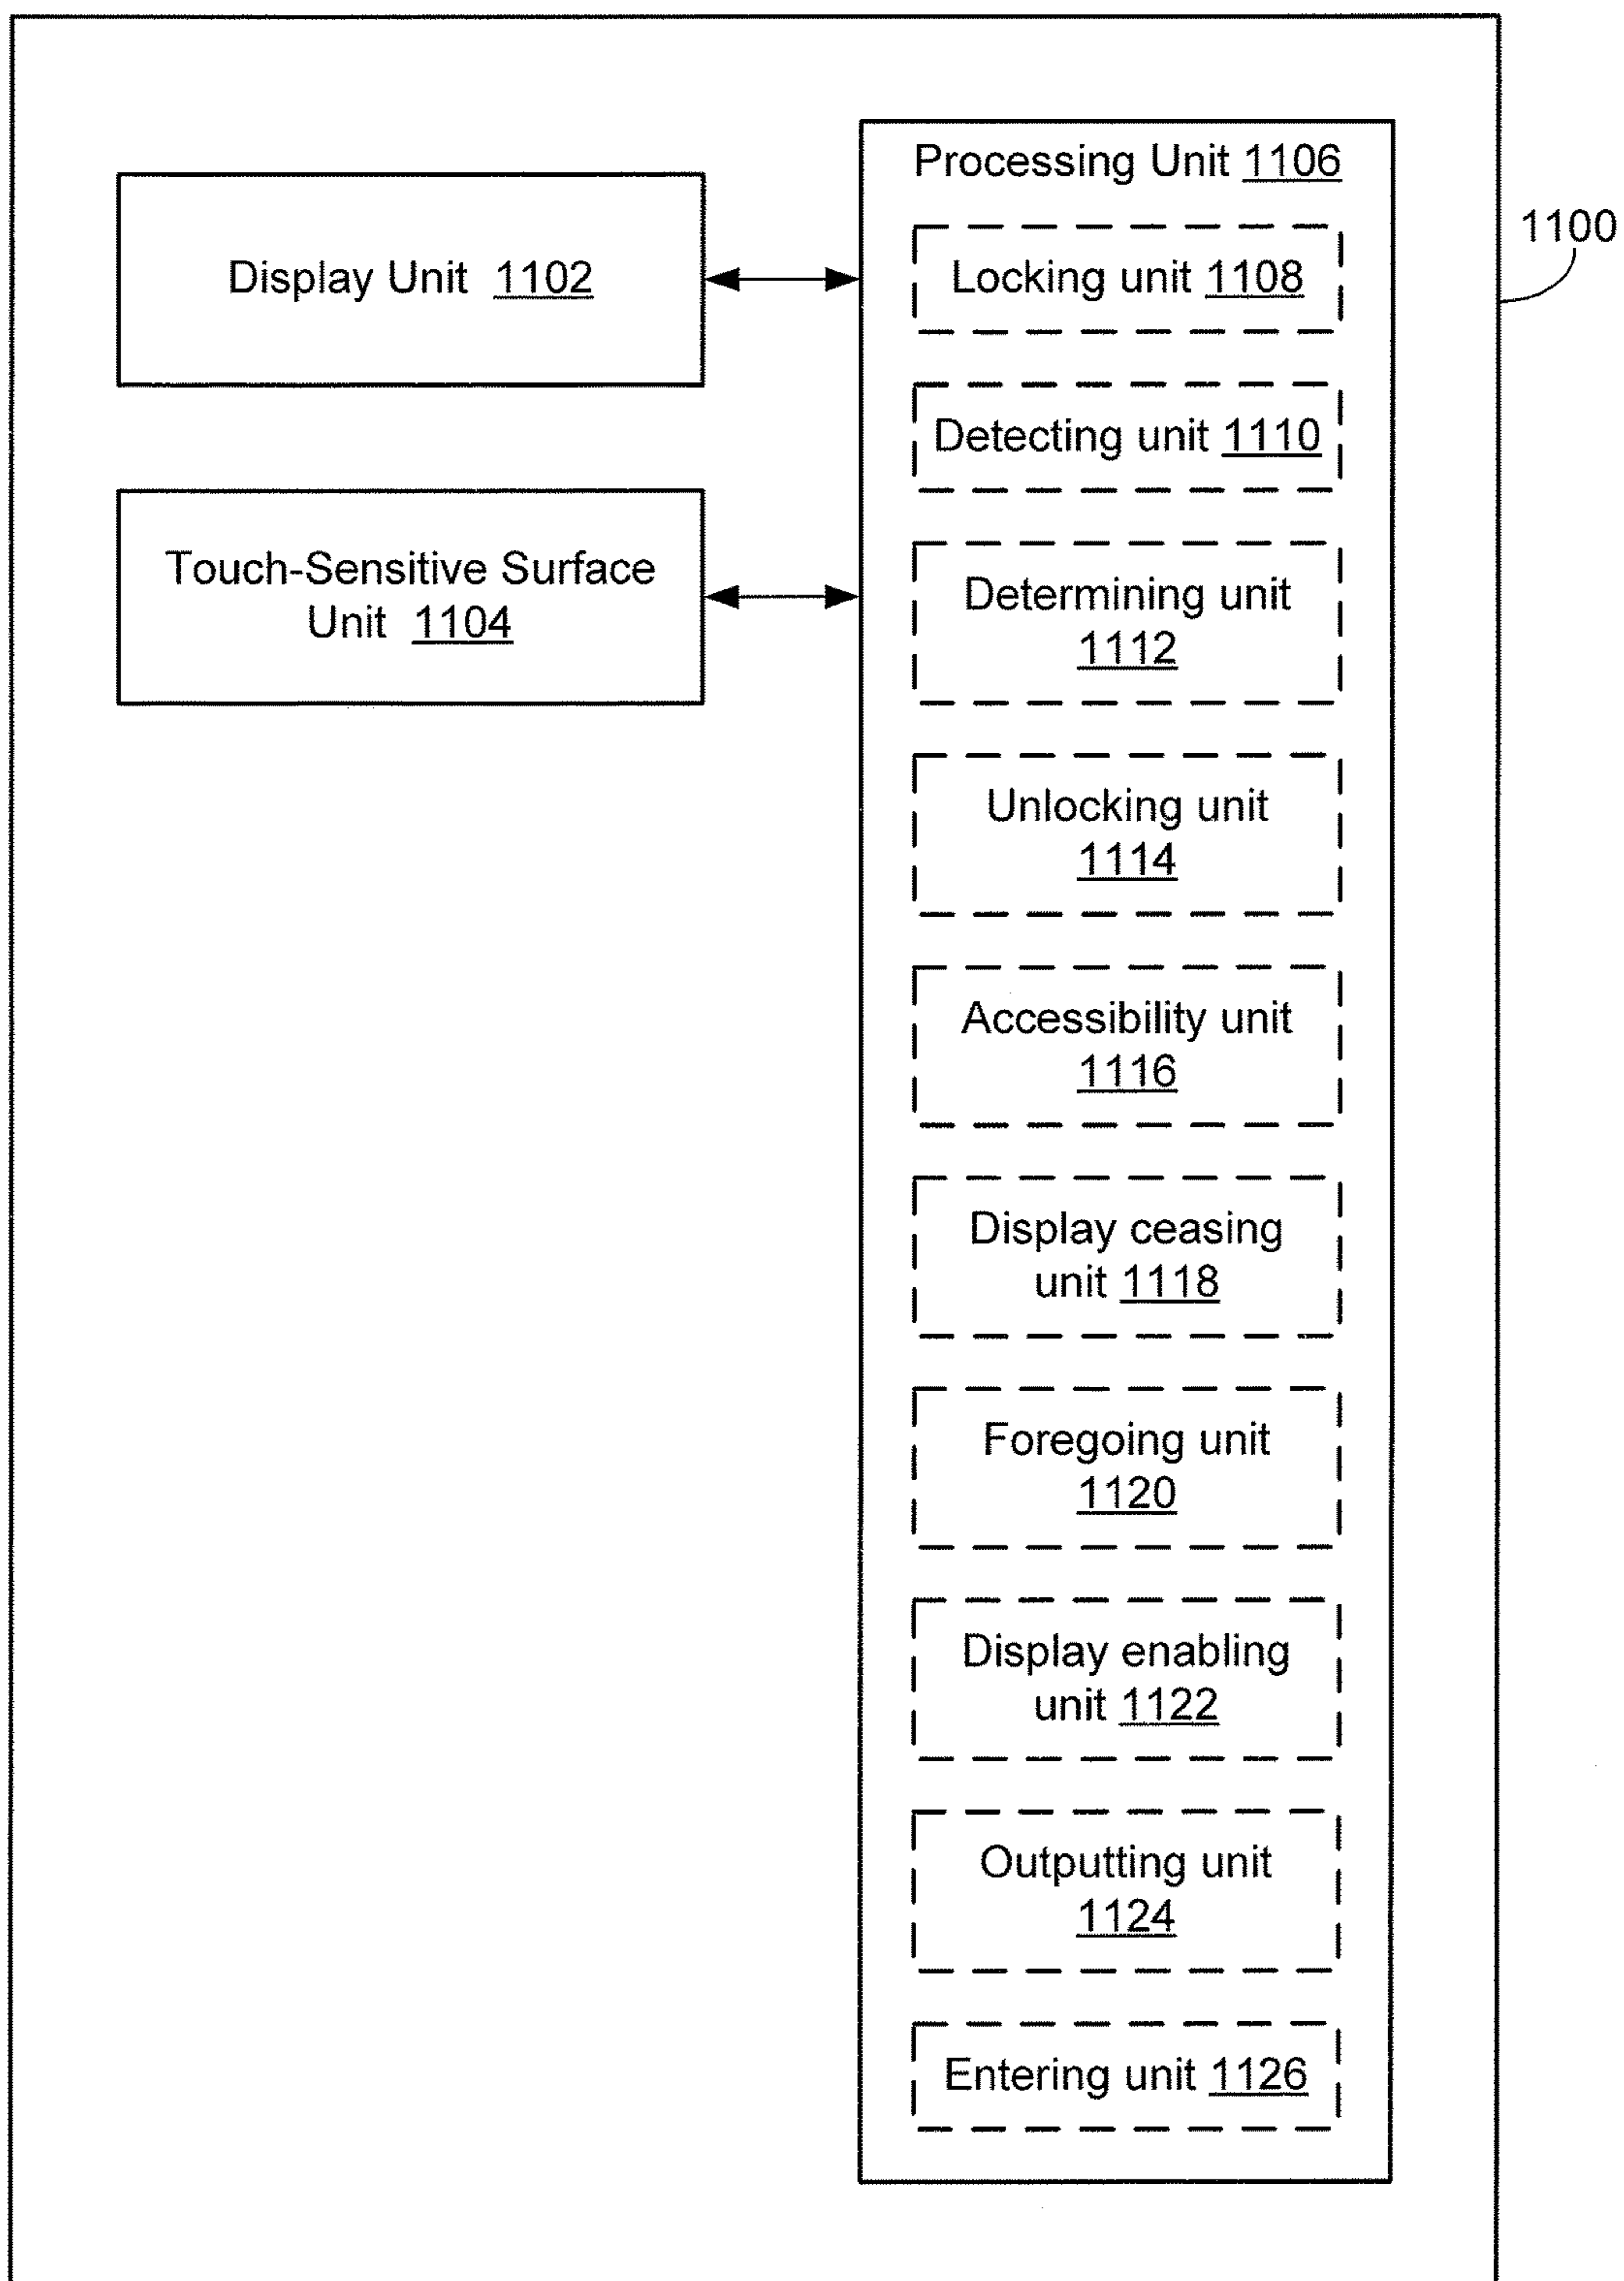 Processing Unit 1106
1100
Display Unit 1102
Touch-Sensitive Surface
Unit 1104
Locking unit 1108
Detecting unit 1110
Determining unit
1112
Unlocking unit
1114
Accessibility unit
1116
Display ceasing
unit 1118
Foregoing unit
1120
Display enabling
unit 1122
Outputting unit
1124
Entering unit 1126